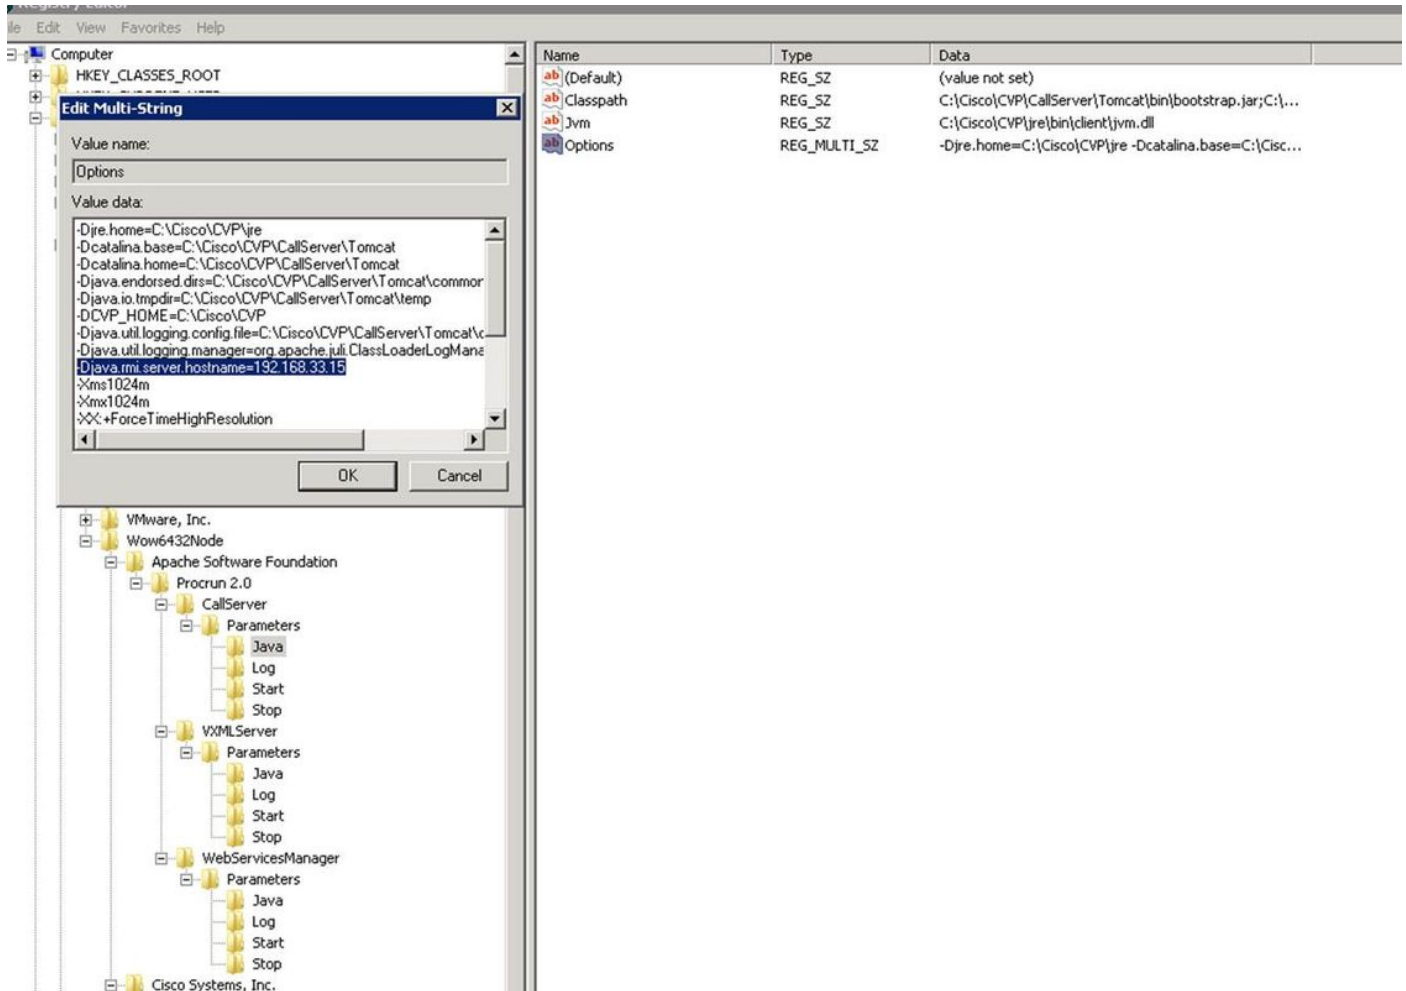 Registry Editor
Edit View Favorites Help
Computer
HKEY_CLASSES_ROOT
Edit Multi-String
Value name:
Options
Value data:
-Djre.home=C:\Cisco\CVP\jre
-Dcatalina.base=C:\Cisco\CVP\CallServer\Tomcat
-Dcatalina.home=C:\Cisco\CVP\CallServer\Tomcat
-Djava.endorsed.dirs=C:\Cisco\CVP\CallServer\Tomcat\common
-Djava.io.tmpdir=C:\Cisco\CVP\CallServer\Tomcat\temp
-DCVP_HOME=C:\Cisco\CVP
-Djava.util.logging.config.file=C:\Cisco\CVP\CallServer\Tomcat\c
-Djava.util.logging.manager=org.apache.juli.ClassLoaderLogMana
-Djava.rmi.server.hostname=192.168.33.15
-Xms1024m
-Xmx1024m
-XX:+ForceTimeHighResolution
OK Cancel
VMware, Inc.
Wow6432Node
Apache Software Foundation
Procrun 2.0
CallServer
Parameters
Java
Log
Start
Stop
VXMLServer
Parameters
Java
Log
Start
Stop
WebServicesManager
Parameters
Java
Log
Start
Stop
Cisco Systems, Inc.
Name Type Data
(Default) REG_SZ (value not set)
Classpath REG_SZ C:\Cisco\CVP\CallServer\Tomcat\bin\bootstrap.jar;C:\...
Jvm REG_SZ C:\Cisco\CVP\jre\bin\client\jvm.dll
Options REG_MULTI_SZ -Djre.home=C:\Cisco\CVP\jre -Dcatalina.base=C:\Cisc...